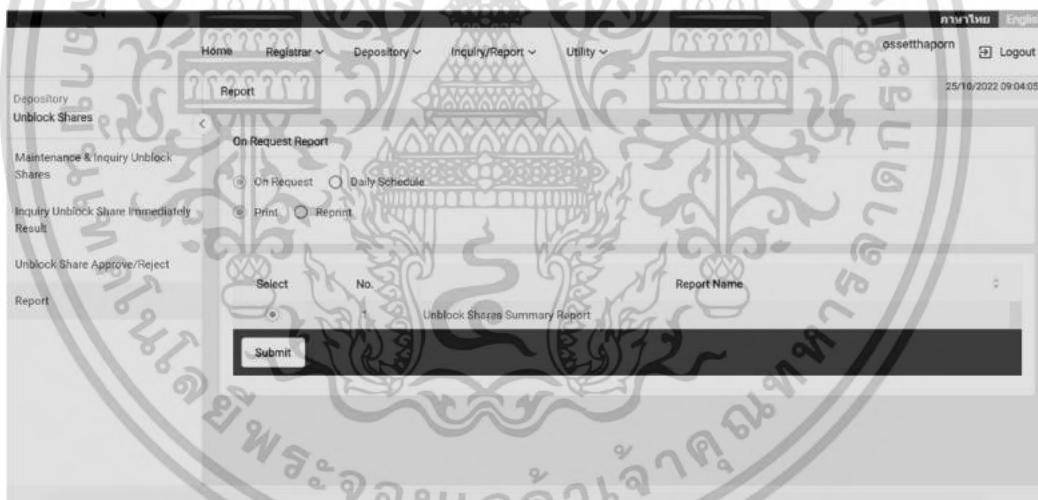 ภาษาไทย English
Home Registrar Depository Inquiry/Report Utility ossetthaporn Logout
Report 25/10/2022 09:04:05
Depository
Unblock Shares
Maintenance & Inquiry Unblock
Shares
Inquiry Unblock Share Immediately
Result
Unblock Share Approve/Reject
Report
On Request Report
On Request Daily Schedule
Print Reprint
Select No. Report Name
1 Unblock Shares Summary Report
Submit